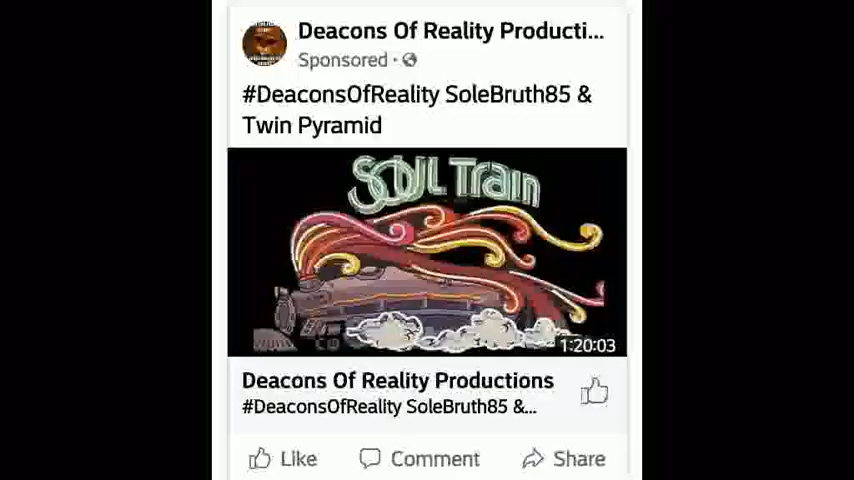 Deacons Of Reality Producti...
Sponsored ·
#DeaconsOfReality SoleBruth85 &
Twin Pyramid
SOUL Train
1:20:03
Deacons Of Reality Productions
#DeaconsOfReality SoleBruth85 &...
Like Comment Share